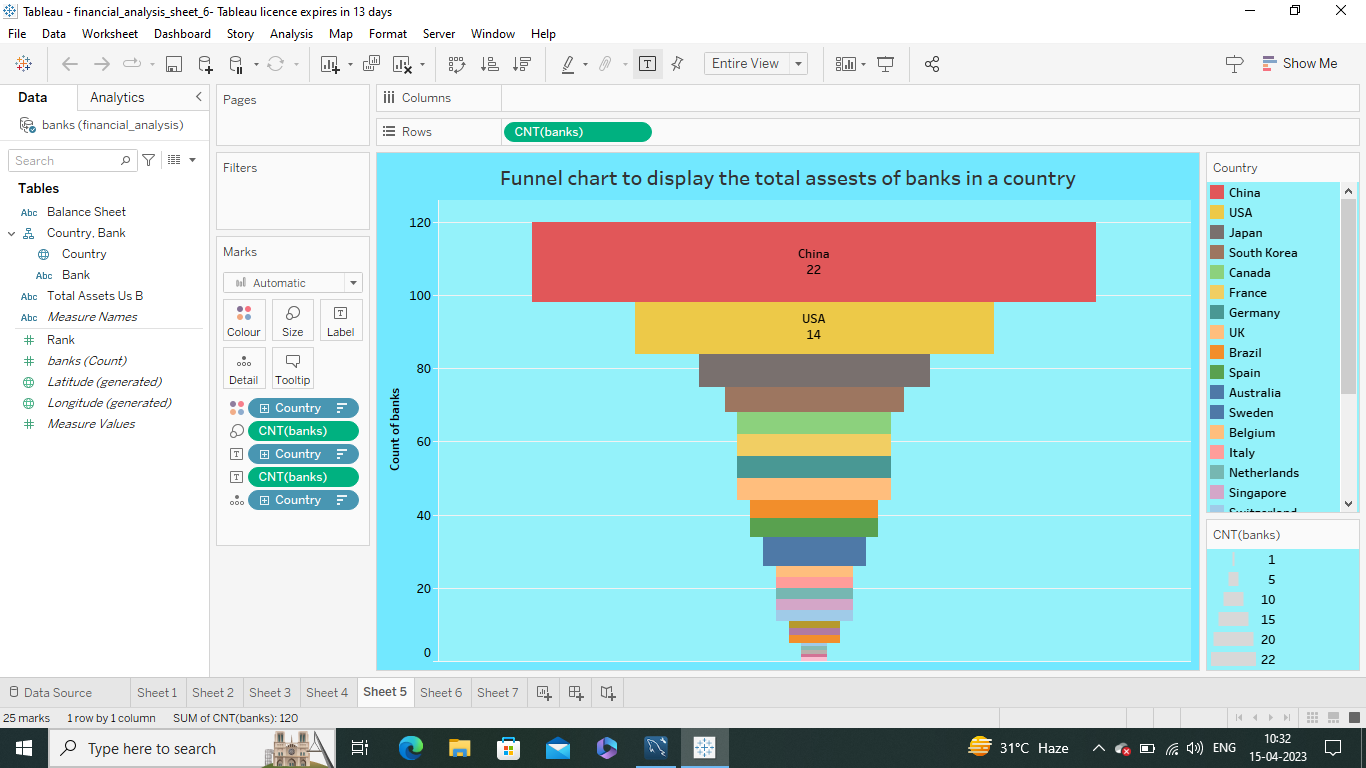 Tableau - financial_analysis_sheet_6- Tableau licence expires in 13 days
File Data Worksheet Dashboard Story Analysis Map Format Server Window Help
Entire View
Show Me
Data Analytics
banks (financial_analysis)
Search
Tables
Abc Balance Sheet
Country, Bank
Country
Abc Bank
Abc Total Assets Us B
Abc Measure Names
Rank
banks (Count)
Latitude (generated)
Longitude (generated)
Measure Values
Pages
Filters
Marks
Automatic
Colour Size Label
Detail Tooltip
Country
CNT(banks)
Country
CNT(banks)
Country
Columns
Rows CNT(banks)
Funnel chart to display the total assests of banks in a country
Count of banks
120
100
80
60
40
20
0
China
22
USA
14
Country
China
USA
Japan
South Korea
Canada
France
Germany
UK
Brazil
Spain
Australia
Sweden
Belgium
Italy
Netherlands
Singapore
Switzerland
CNT(banks)
1
5
10
15
20
22
Data Source Sheet 1 Sheet 2 Sheet 3 Sheet 4 Sheet 5 Sheet 6 Sheet 7
25 marks 1 row by 1 column SUM of CNT(banks): 120
Type here to search
31°C Haze
ENG
10:32
15-04-2023